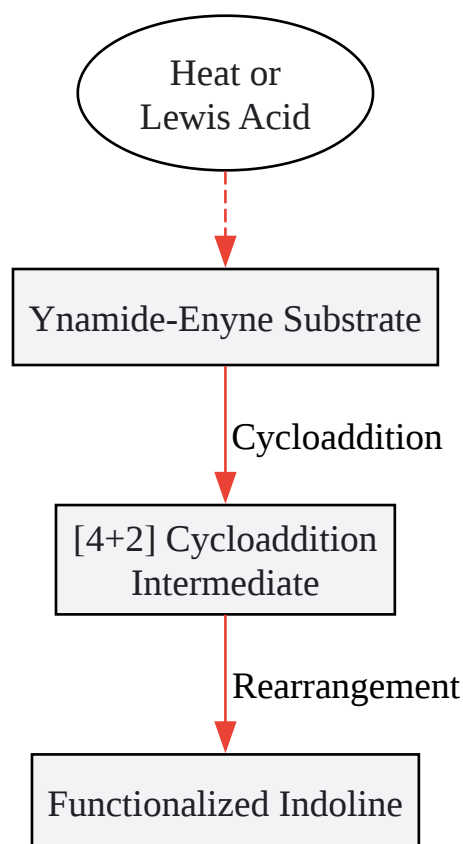 Heat or
Lewis Acid
Ynamide-Enyne Substrate
Cycloaddition
[4+2] Cycloaddition
Intermediate
Rearrangement
Functionalized Indoline